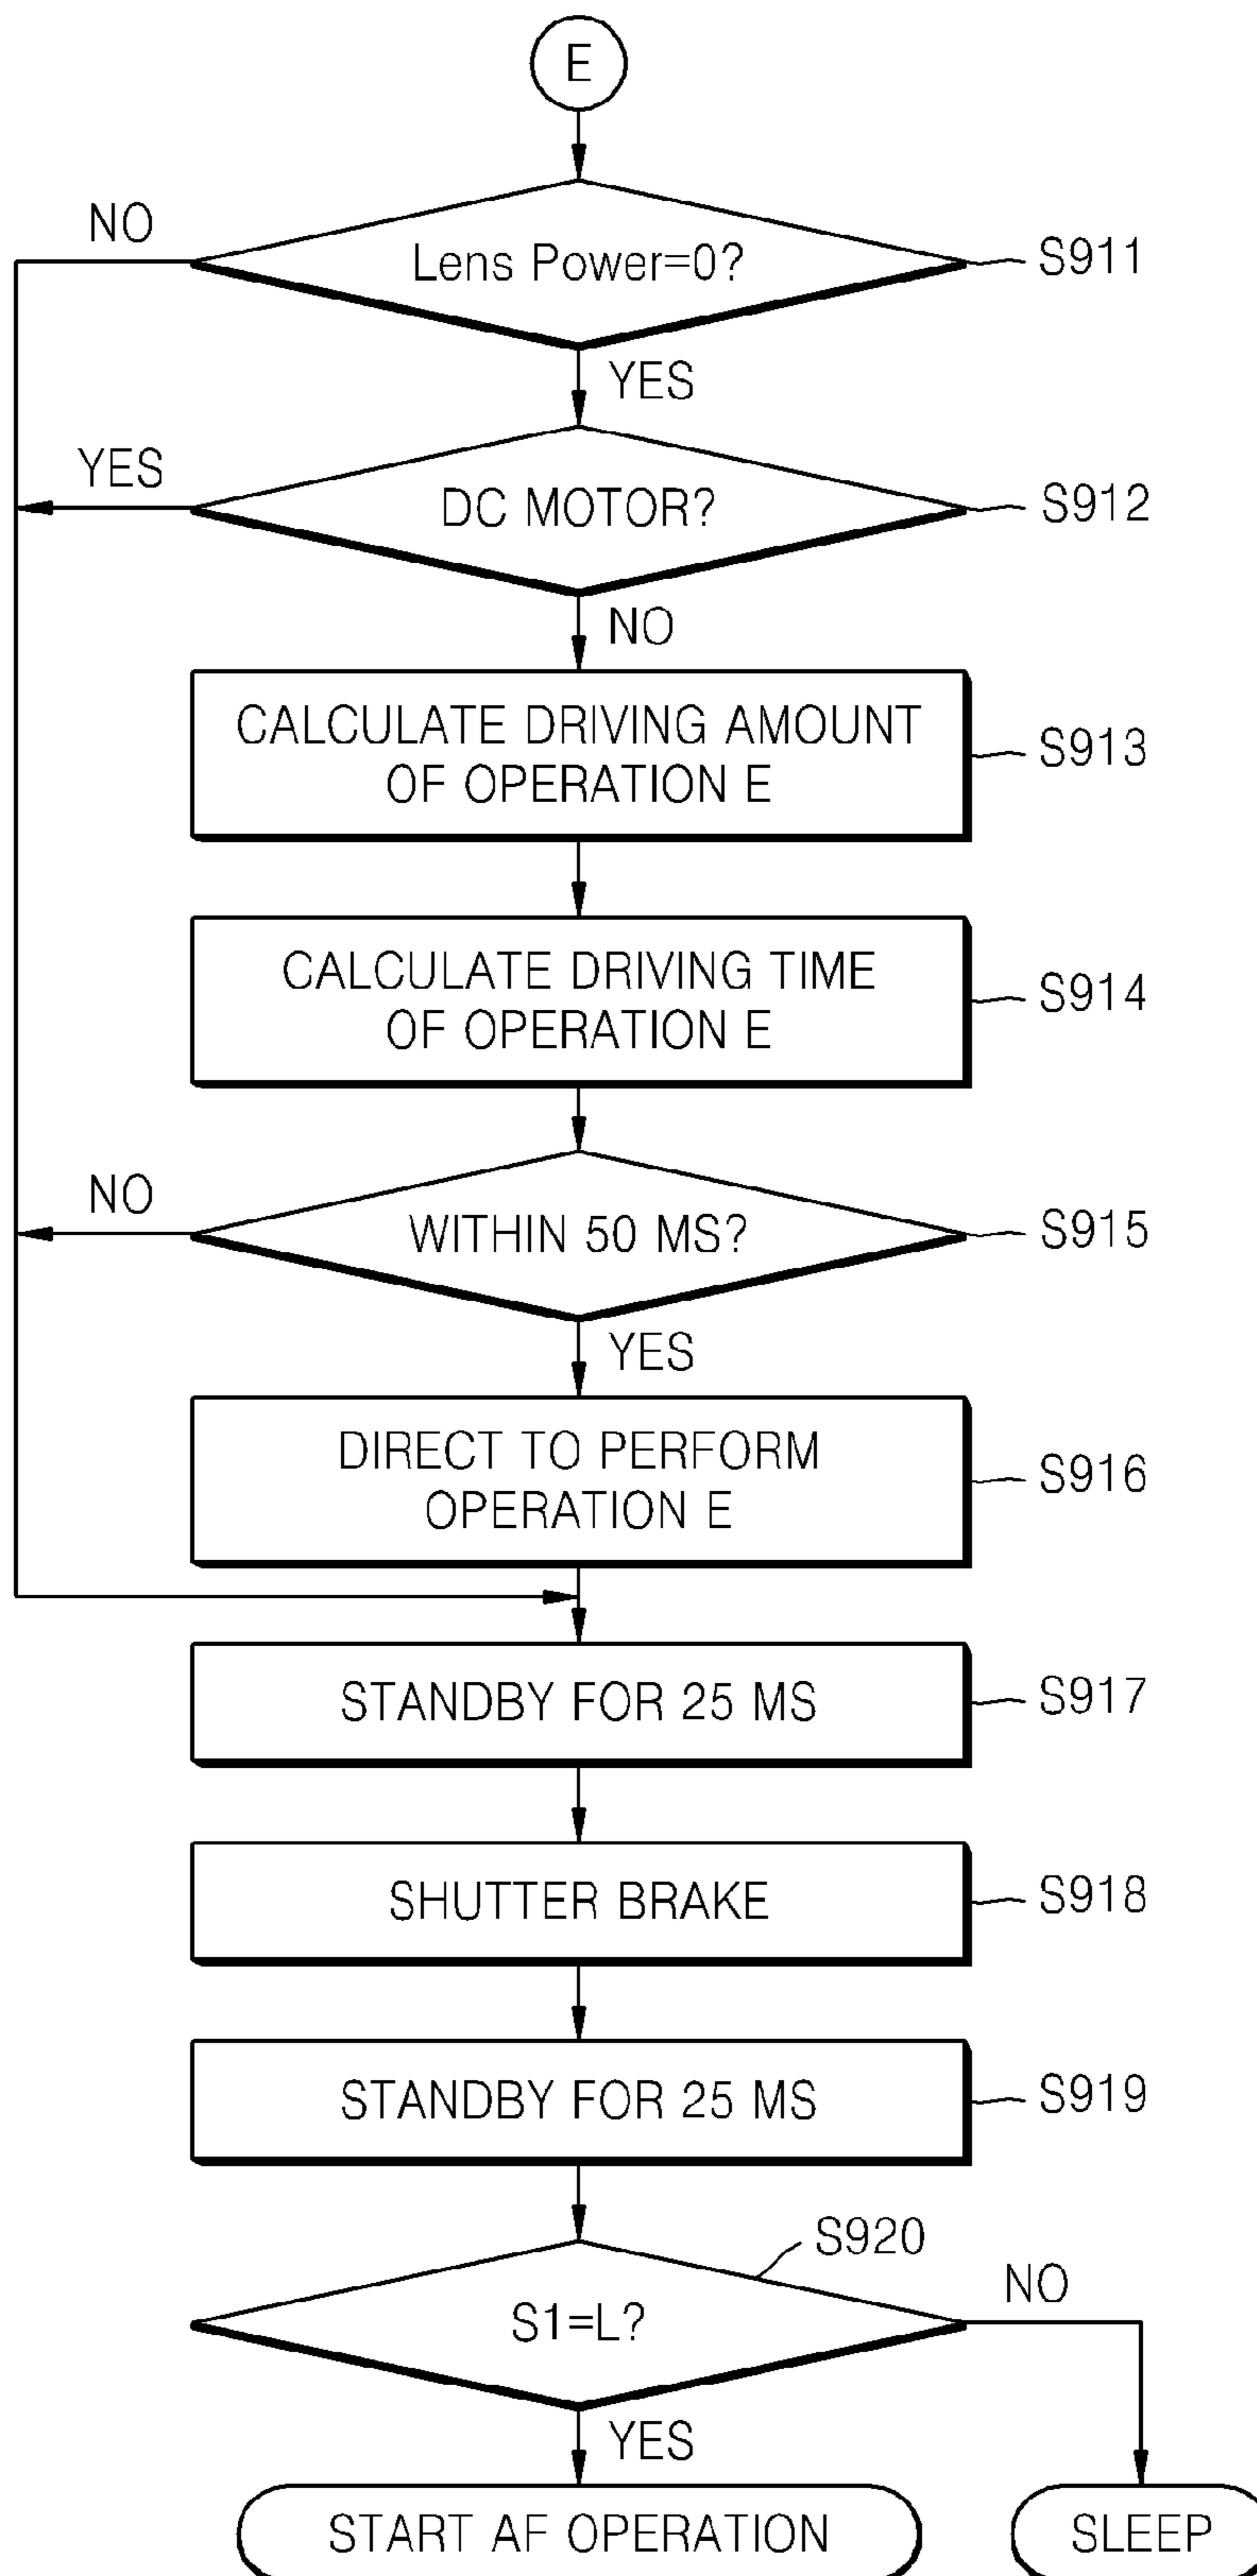 E
NO
Lens Power=0?
S911
YES
YES
DC MOTOR?
S912
NO
CALCULATE DRIVING AMOUNT
OF OPERATION E
S913
CALCULATE DRIVING TIME
OF OPERATION E
S914
NO
WITHIN 50 MS?
S915
YES
DIRECT TO PERFORM
OPERATION E
S916
STANDBY FOR 25 MS
S917
SHUTTER BRAKE
S918
STANDBY FOR 25 MS
S919
S920
NO
S1=L?
YES
START AF OPERATION
SLEEP